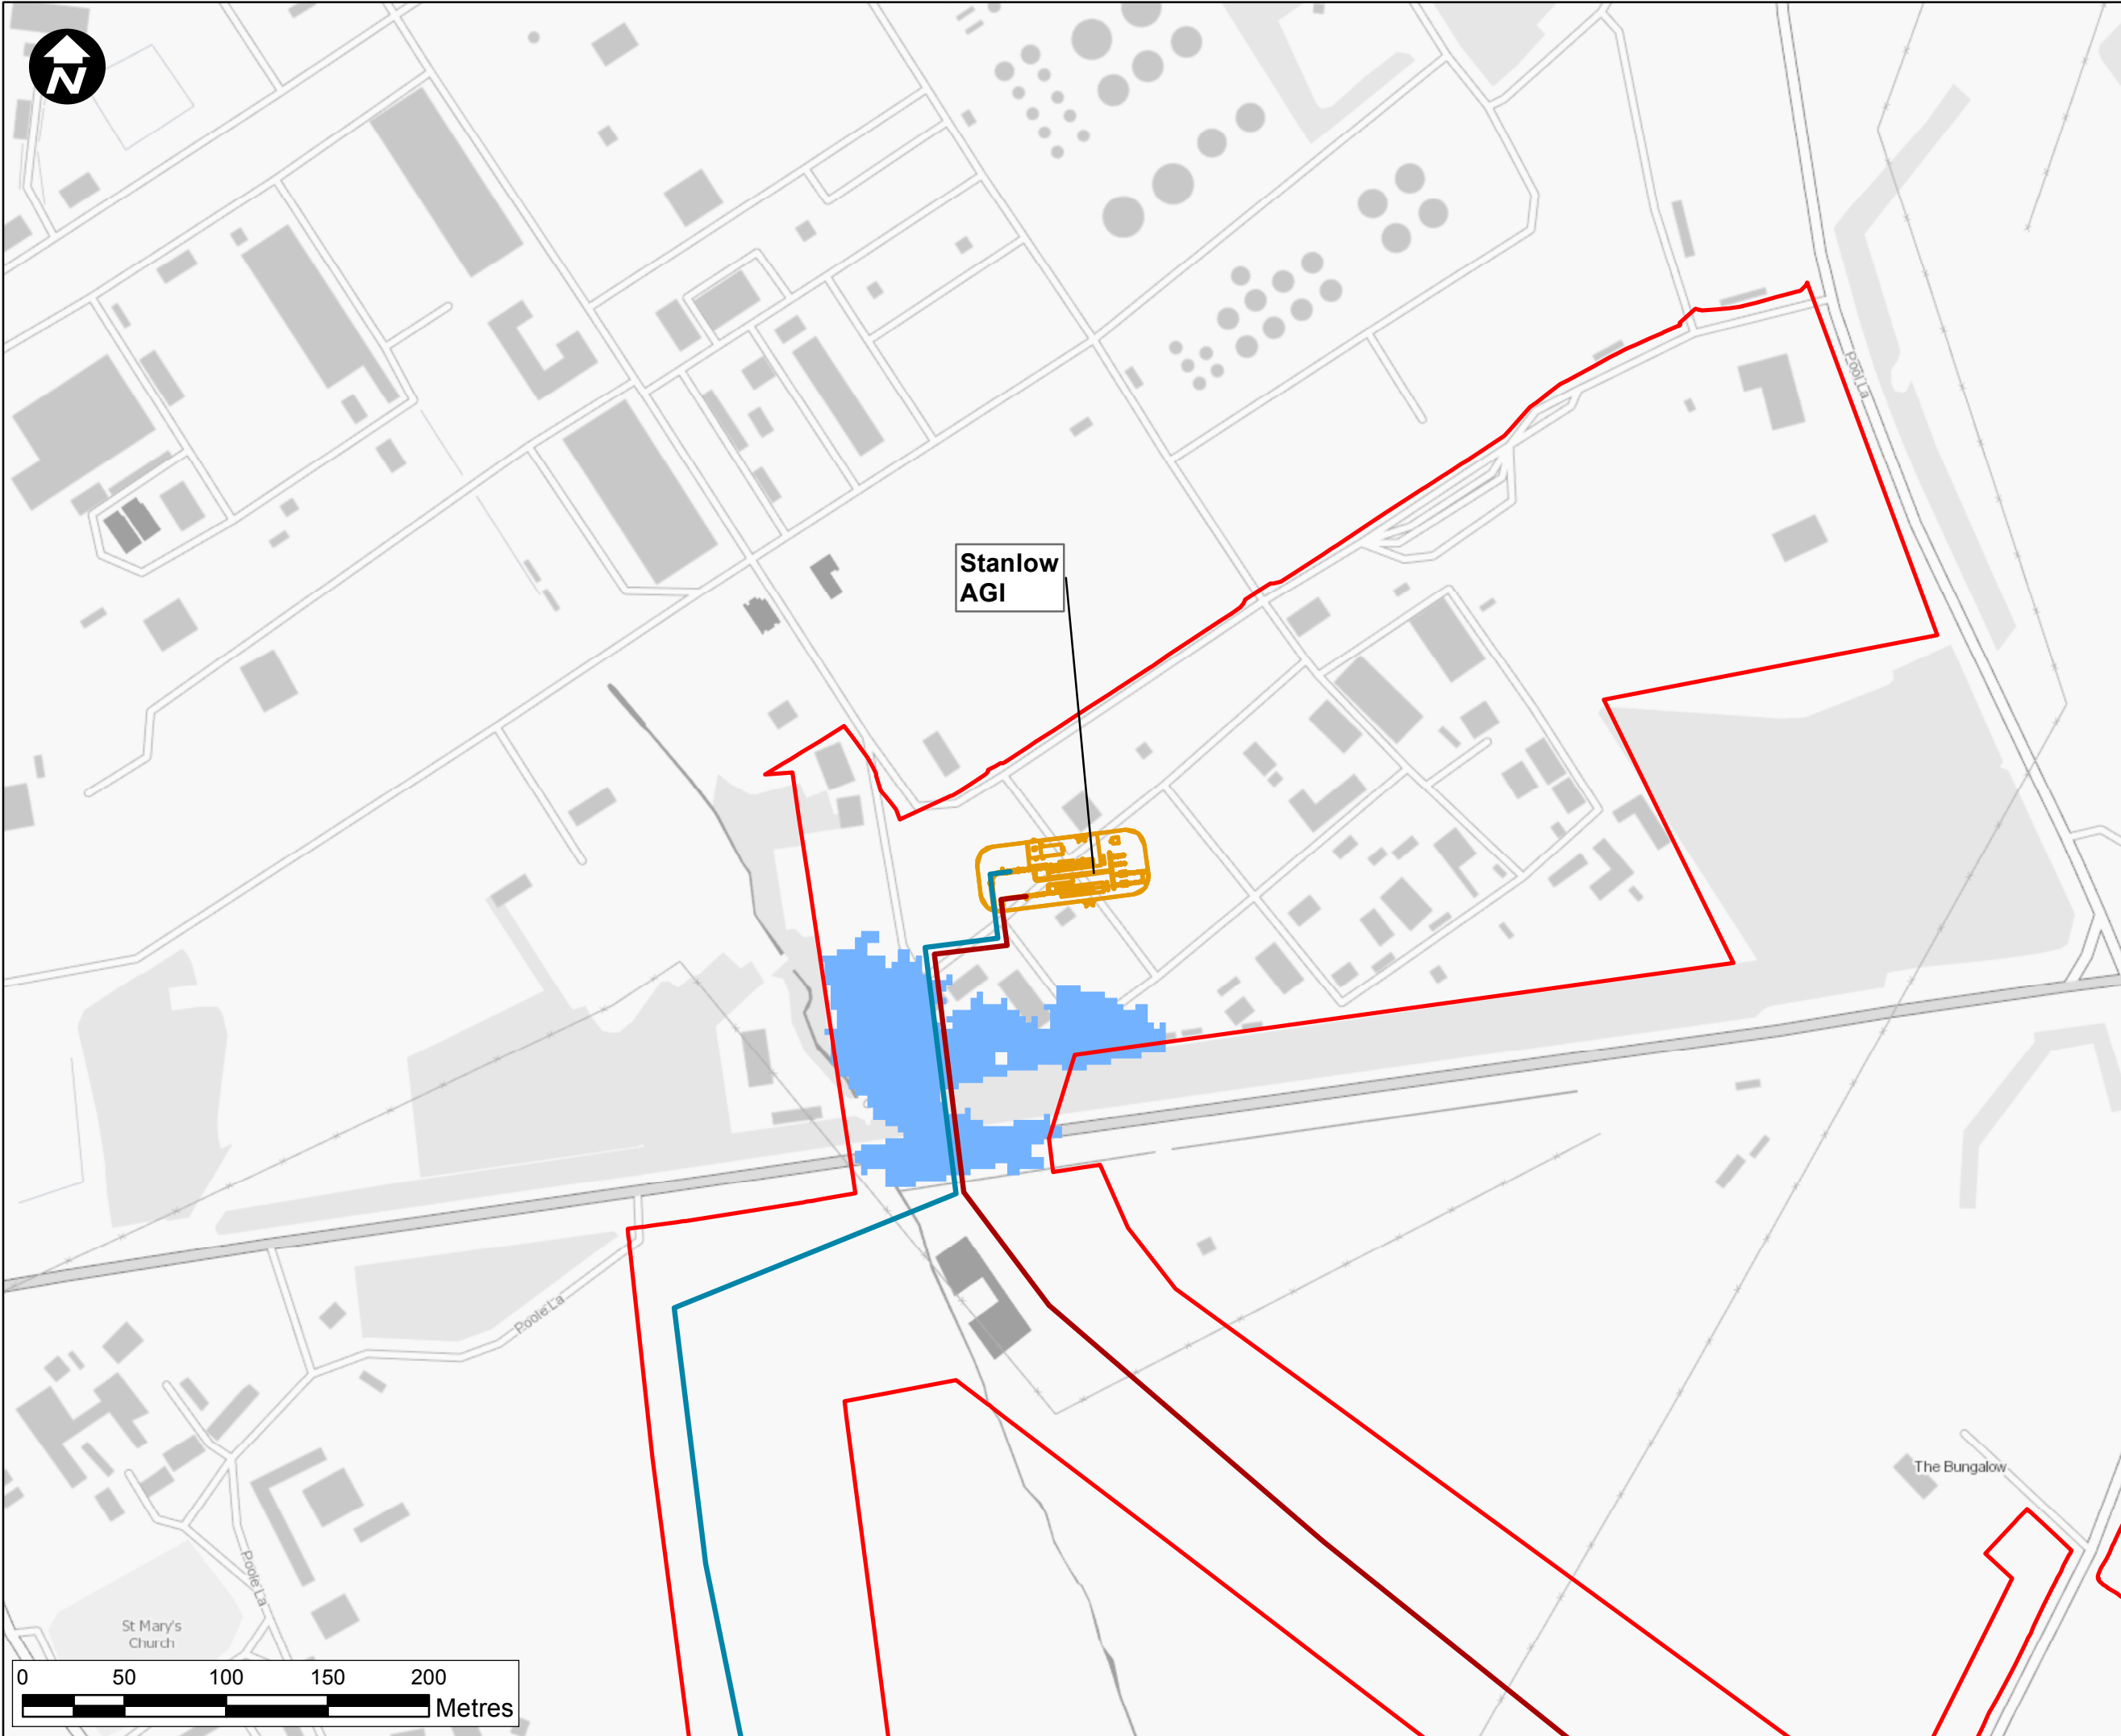 N
Pool La
Stanlow
AGI
Poole La
The Bungalow
Poole La
St Mary's
Church
0 50 100 150 200
Metres